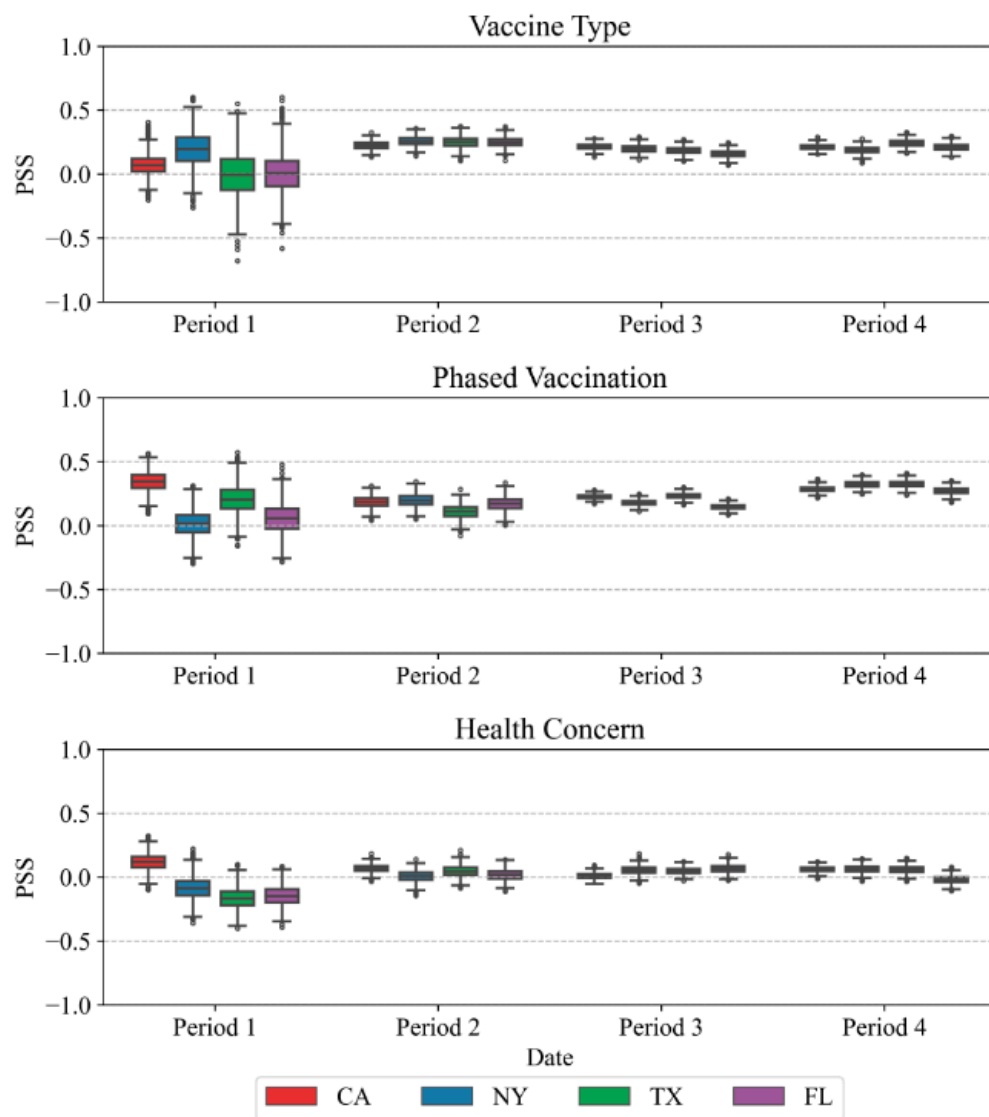 Vaccine Type
1.0
0.5
0.0
−0.5
−1.0
PSS
Period 1 Period 2 Period 3 Period 4
Phased Vaccination
1.0
0.5
0.0
−0.5
−1.0
PSS
Period 1 Period 2 Period 3 Period 4
Health Concern
1.0
0.5
0.0
−0.5
−1.0
PSS
Period 1 Period 2 Period 3 Period 4
Date
CA NY TX FL